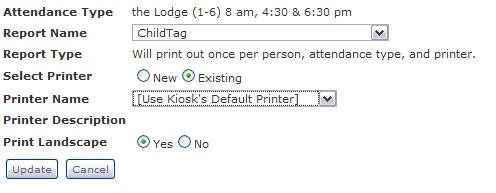 Attendance Type the Lodge (1-6) 8 am, 4:30 & 6:30 pm
Report Name ChildTag
Report Type Will print out once per person, attendance type, and printer.
Select Printer New Existing
Printer Name [Use Kiosk's Default Printer]
Printer Description
Print Landscape Yes No
Update Cancel